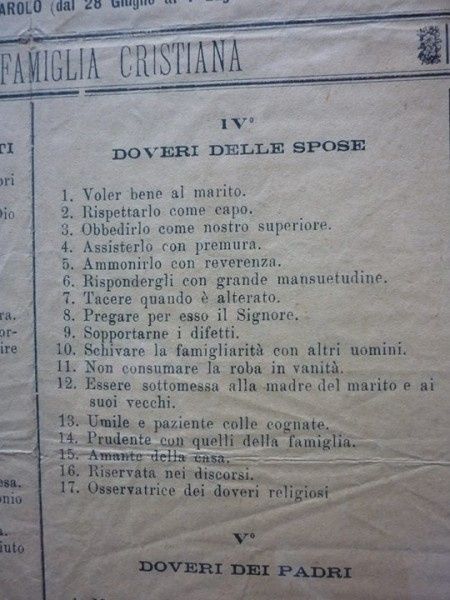 AROLO (dal 28 Giugno al
FAMIGLIA CRISTIANA
IV°
DOVERI DELLE SPOSE
1. Voler bene al marito.
2. Rispettarlo come capo.
3. Obbedirlo come nostro superiore.
4. Assisterlo con premura.
5. Ammonirlo con reverenza.
6. Rispondergli con grande mansuetudine.
7. Tacere quando è alterato.
8. Pregare per esso il Signore.
9. Sopportarne i difetti.
10. Schivare la famigliarità con altri uomini.
11. Non consumare la roba in vanità.
12. Essere sottomessa alla madre del marito e ai
suoi vecchi.
13. Umile e paziente colle cognate.
14. Prudente con quelli della famiglia.
15. Amante della casa.
16. Riservata nei discorsi.
17. Osservatrice dei doveri religiosi
V°
DOVERI DEI PADRI